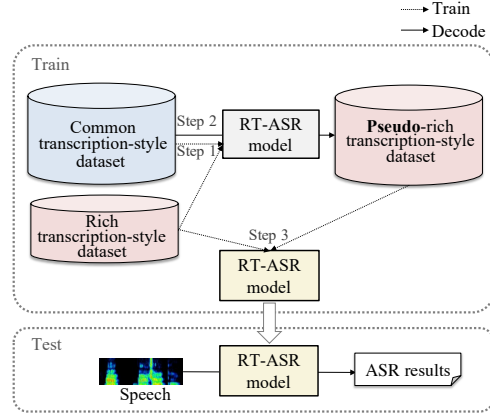 Train
Decode
Train
Common
transcription-style
dataset
Step 2
Step 1
RT-ASR
model
Pseudo-rich
transcription-style
dataset
Rich
transcription-style
dataset
Step 3
RT-ASR
model
Test
Speech
RT-ASR
model
ASR results